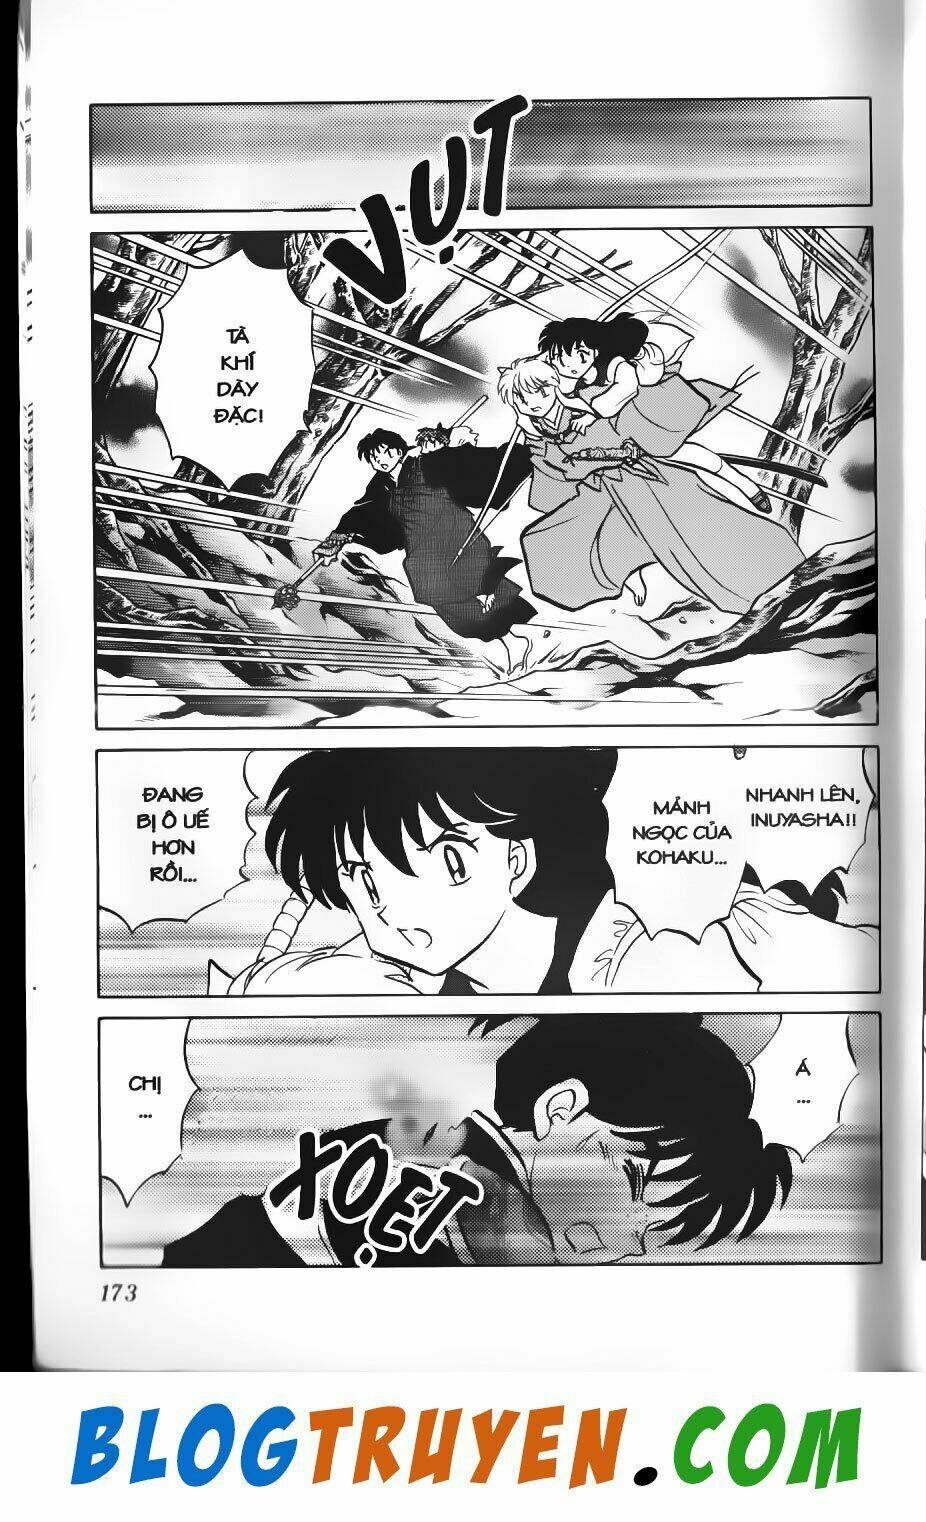 VỤT
TÀ
KHÍ
DÀY
ĐẶC!
NHANH LÊN,
INUYASHA!!
MẢNH
NGỌC CỦA
KOHAKU...
ĐANG
BỊ Ô UẾ
HƠN
RỒI...
Á
...
CHỊ
...
XOẸT
173
BLOGTRUYEN.COM